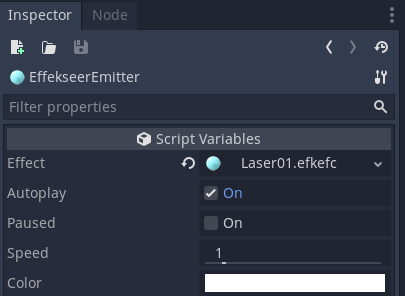 Inspector Node
EffekseerEmitter
Filter properties
Script Variables
Effect Laser01.efkefc
Autoplay On
Paused On
Speed 1
Color